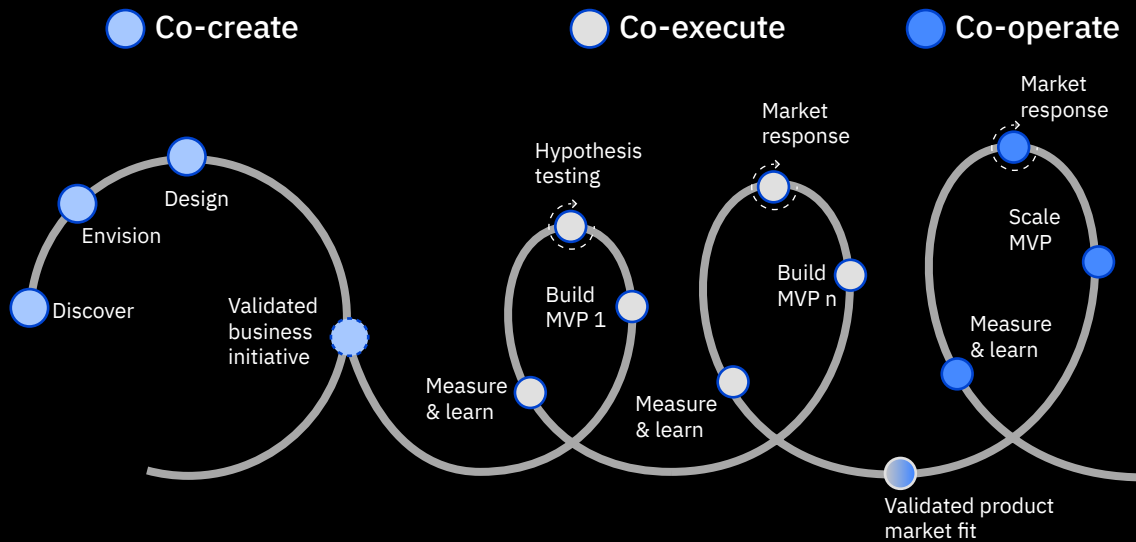 Co-create
Co-execute
Co-operate
Discover
Envision
Design
Validated
business
initiative
Hypothesis
testing
Build
MVP 1
Measure
& learn
Market
response
Build
MVP n
Measure
& learn
Market
response
Scale
MVP
Measure
& learn
Validated product
market fit